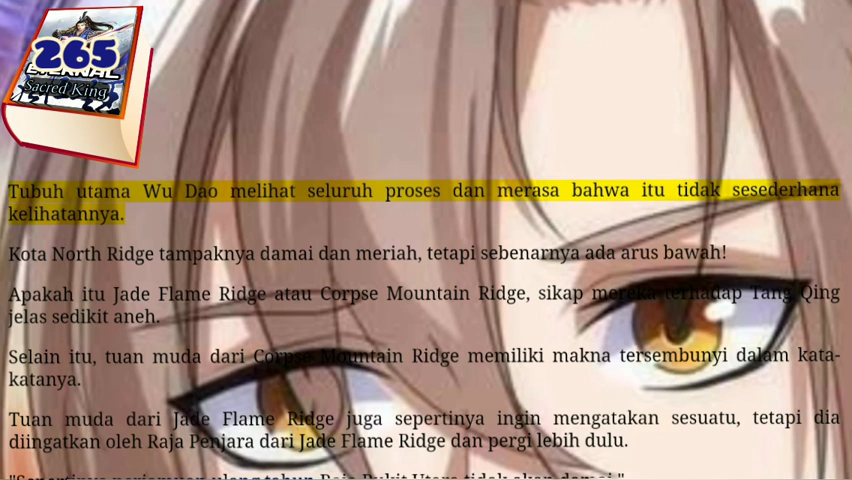 265
ETERNAL
Sacred King
Tubuh utama Wu Dao melihat seluruh proses dan merasa bahwa itu tidak sesederhana
kelihatannya.
Kota North Ridge tampaknya damai dan meriah, tetapi sebenarnya ada arus bawah!
Apakah itu Jade Flame Ridge atau Corpse Mountain Ridge, sikap mereka terhadap Tang Qing
jelas sedikit aneh.
Selain itu, tuan muda dari Corpse Mountain Ridge memiliki makna tersembunyi dalam kata-
katanya.
Tuan muda dari Jade Flame Ridge juga sepertinya ingin mengatakan sesuatu, tetapi dia
diingatkan oleh Raja Penjara dari Jade Flame Ridge dan pergi lebih dulu.